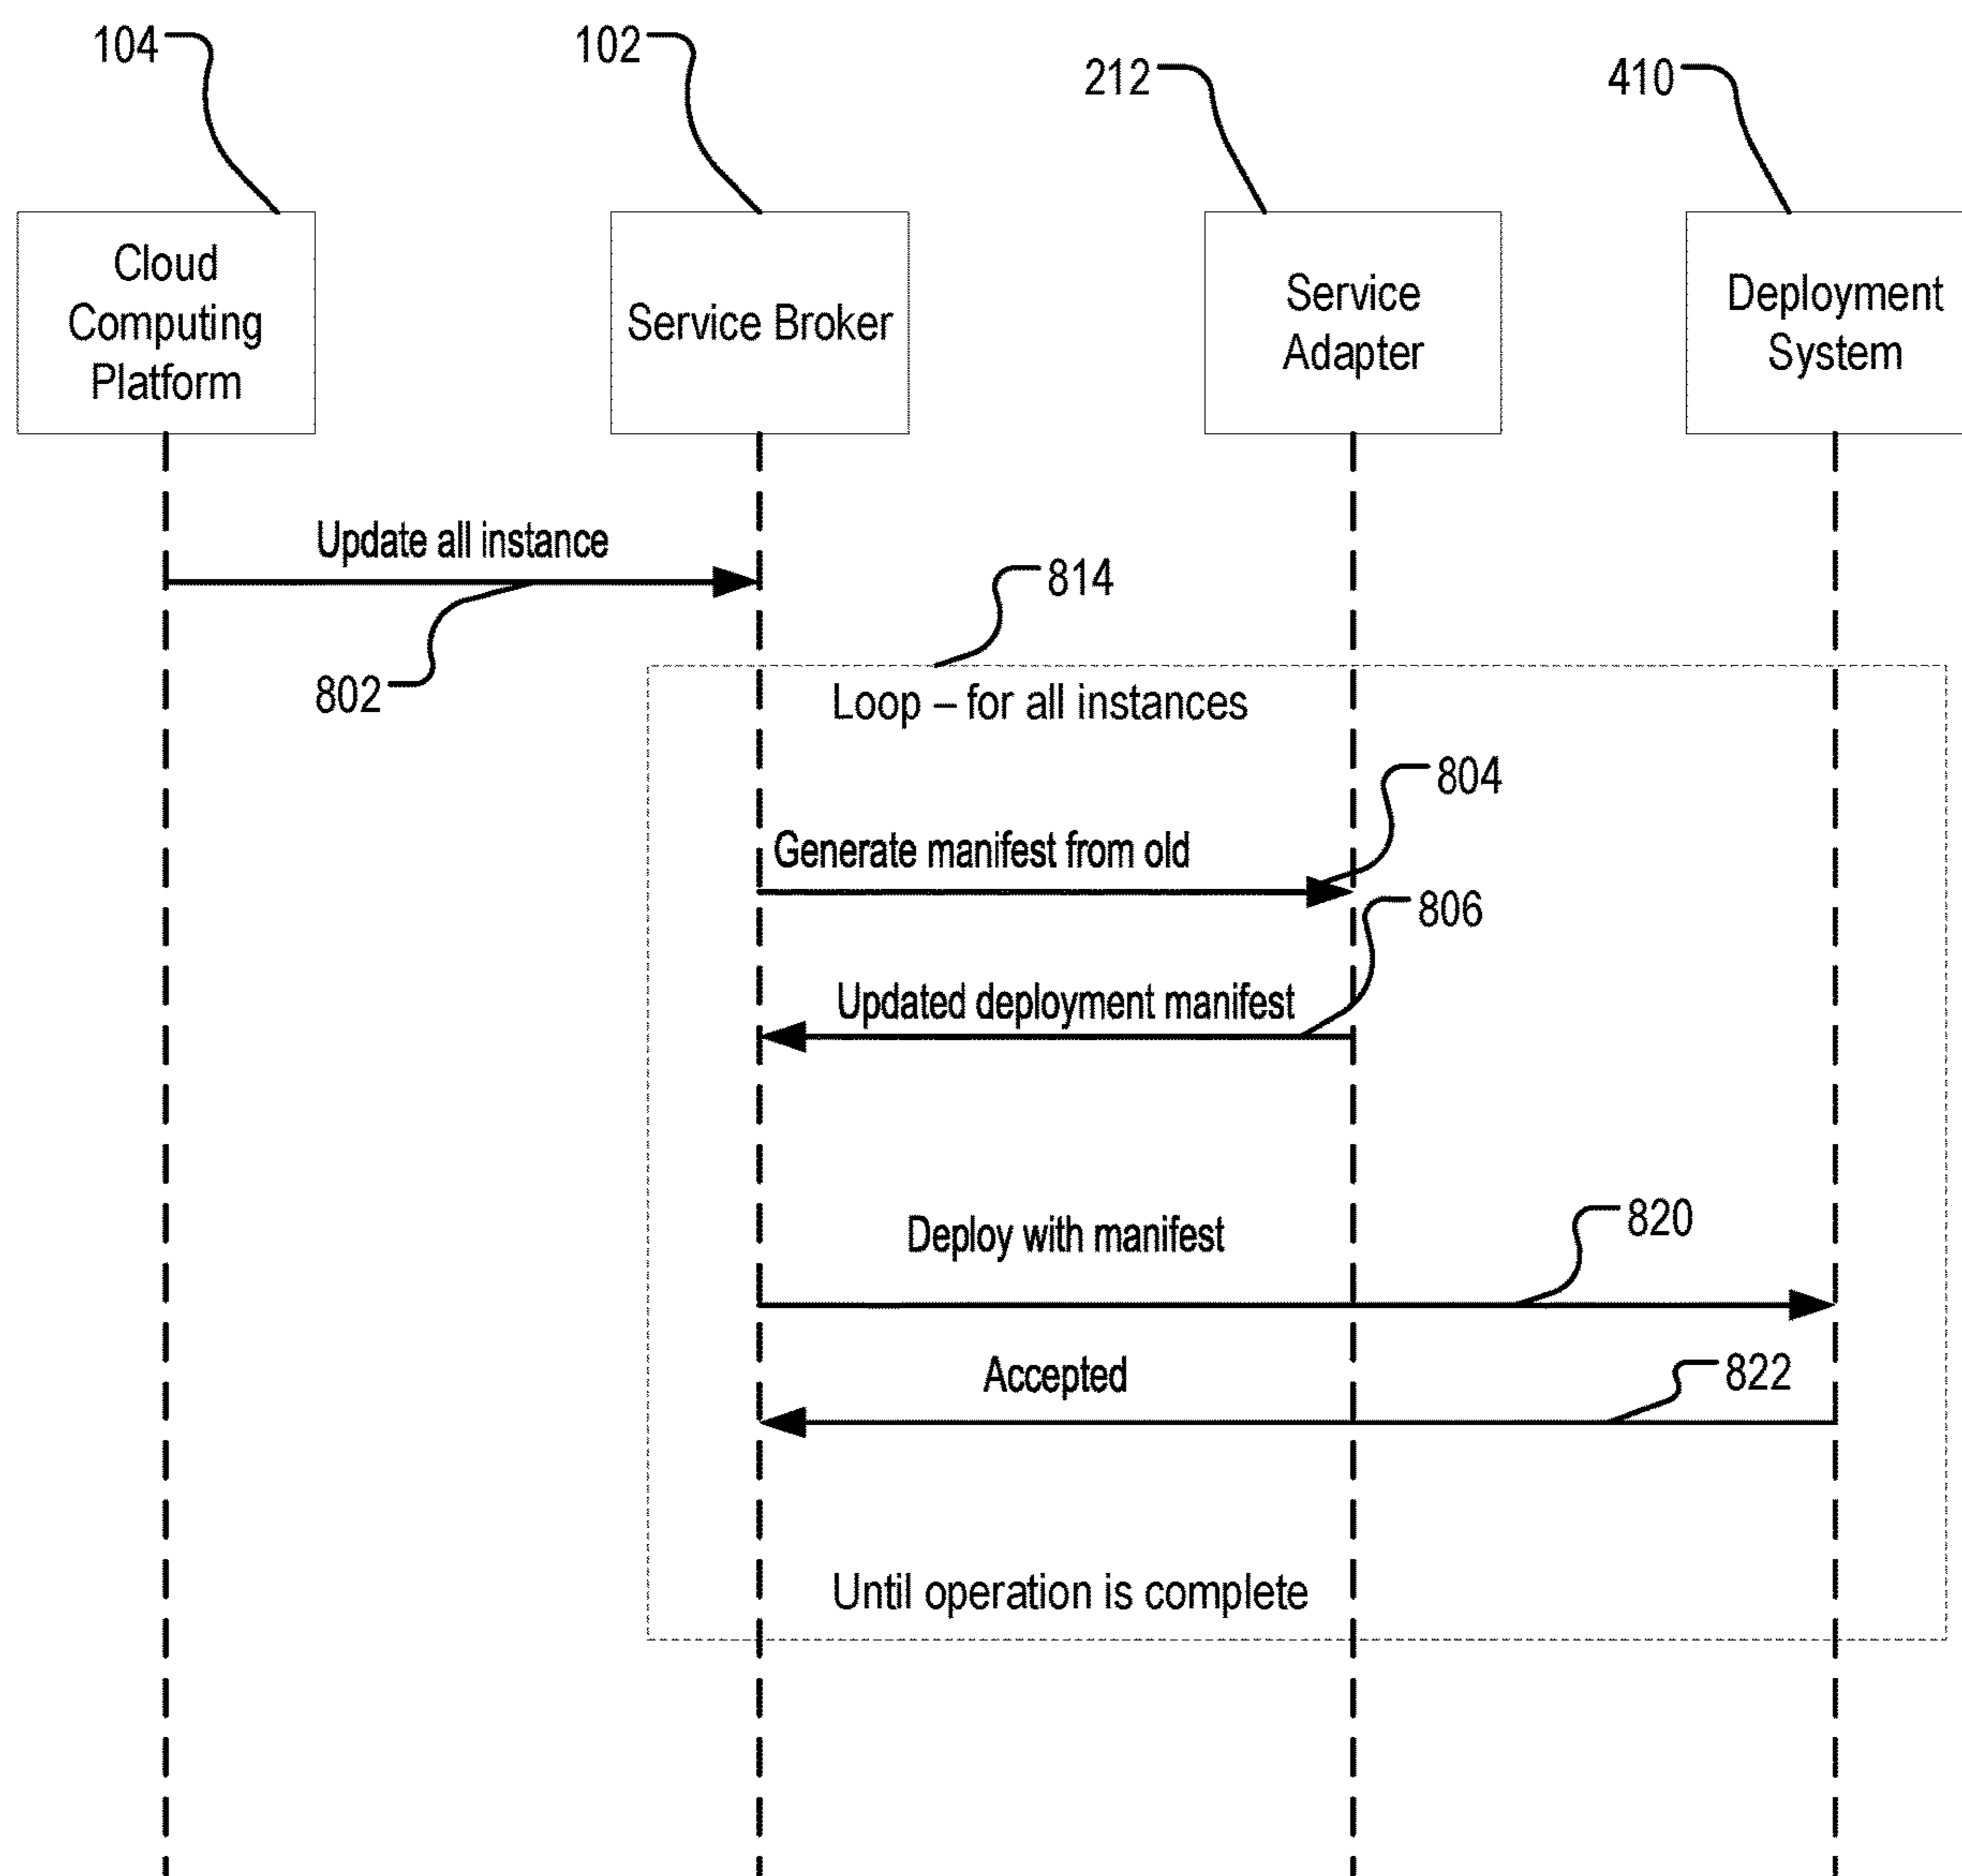 104
102
212
410
Cloud
Computing
Platform
Service Broker
Service
Adapter
Deployment
System
Update all instance
802
814
Loop – for all instances
804
Generate manifest from old
806
Updated deployment manifest
Deploy with manifest
820
Accepted
822
Until operation is complete